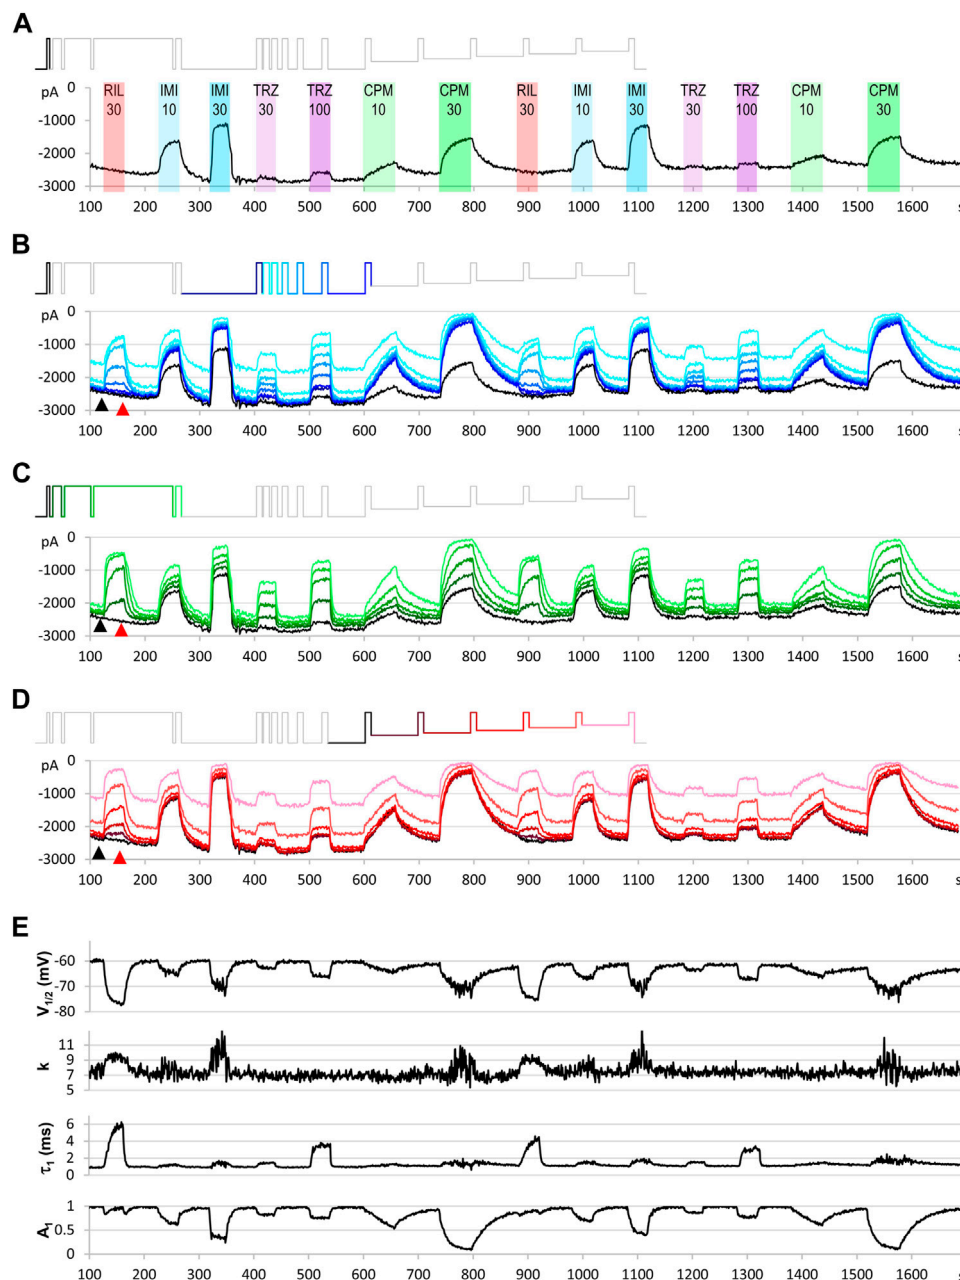 A
pA
RIL IMI IMI TRZ TRZ CPM CPM RIL IMI IMI TRZ TRZ CPM CPM
30 10 30 30 100 10 30 30 10 30 30 100 10 30
0
-1000
-2000
-3000
100 200 300 400 500 600 700 800 900 1000 1100 1200 1300 1400 1500 1600 s
B
pA
0
-1000
-2000
-3000
100 200 300 400 500 600 700 800 900 1000 1100 1200 1300 1400 1500 1600 s
C
pA
0
-1000
-2000
-3000
100 200 300 400 500 600 700 800 900 1000 1100 1200 1300 1400 1500 1600 s
D
pA
0
-1000
-2000
-3000
100 200 300 400 500 600 700 800 900 1000 1100 1200 1300 1400 1500 1600 s
E
V1/2 (mV)
-60
-70
-80
k
11
9
7
5
τ1 (ms)
6
4
2
0
A1
1
0.5
0
100 200 300 400 500 600 700 800 900 1000 1100 1200 1300 1400 1500 1600 s